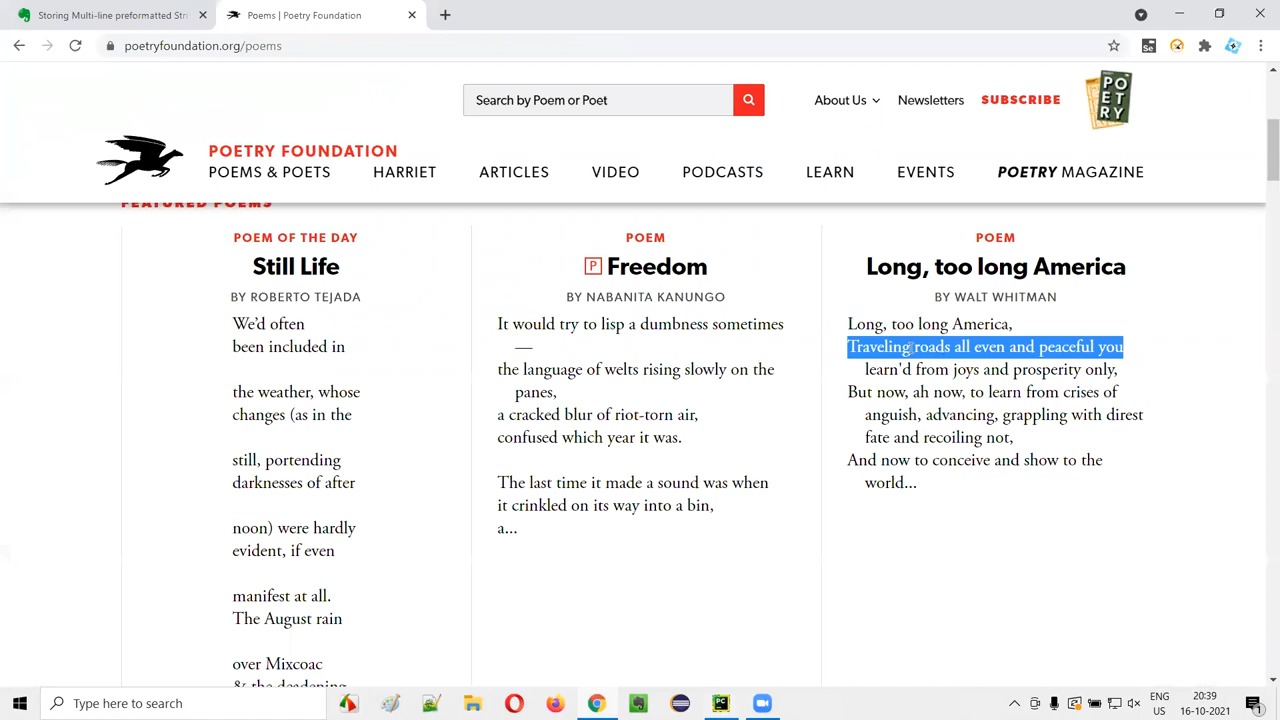 Storing Multi-line preformatted Stri
Poems | Poetry Foundation
poetryfoundation.org/poems
Search by Poem or Poet
About Us
Newsletters
SUBSCRIBE
POETRY
POETRY FOUNDATION
POEMS & POETS
HARRIET
ARTICLES
VIDEO
PODCASTS
LEARN
EVENTS
POETRY MAGAZINE
FEATURED POEMS
POEM OF THE DAY
Still Life
BY ROBERTO TEJADA
We'd often
been included in
the weather, whose
changes (as in the
still, portending
darknesses of after
noon) were hardly
evident, if even
manifest at all.
The August rain
over Mixcoac
& the deadening
POEM
P Freedom
BY NABANITA KANUNGO
It would try to lisp a dumbness sometimes
—
the language of welts rising slowly on the
panes,
a cracked blur of riot-torn air,
confused which year it was.
The last time it made a sound was when
it crinkled on its way into a bin,
a...
POEM
Long, too long America
BY WALT WHITMAN
Long, too long America,
Traveling roads all even and peaceful you
learn'd from joys and prosperity only,
But now, ah now, to learn from crises of
anguish, advancing, grappling with direst
fate and recoiling not,
And now to conceive and show to the
world...
Type here to search
ENG
US
20:39
16-10-2021